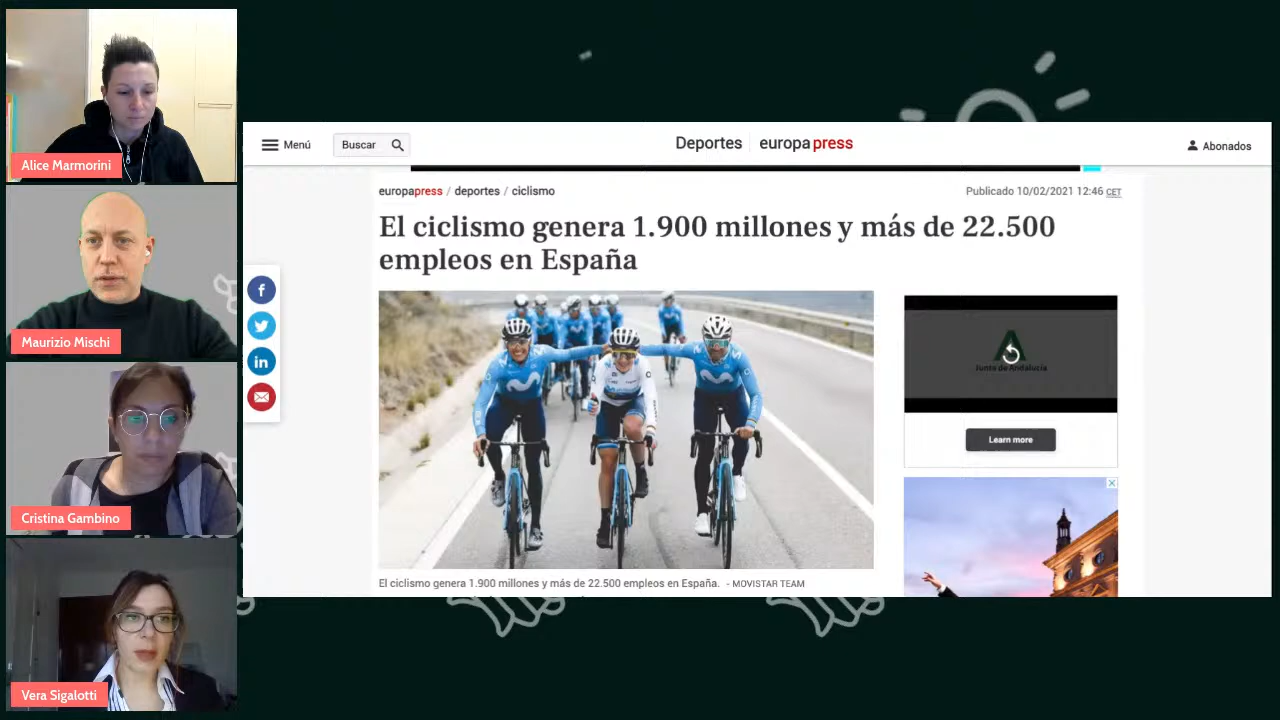 Alice Marmorini
Maurizio Mischi
Cristina Gambino
Vera Sigalotti
Menú
Buscar
Deportes europapress
Abonados
europapress / deportes / ciclismo
Publicado 10/02/2021 12:46 CET
El ciclismo genera 1.900 millones y más de 22.500
empleos en España
Junta de Andalucía
Learn more
El ciclismo genera 1.900 millones y más de 22.500 empleos en España. - MOVISTAR TEAM